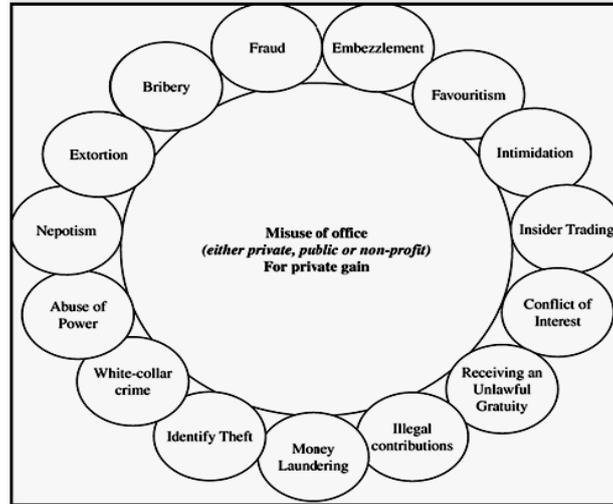 Fraud
Embezzlement
Bribery
Favouritism
Extortion
Intimidation
Nepotism
Insider Trading
Misuse of office
(either private, public or non-profit)
For private gain
Abuse of
Power
Conflict of
Interest
White-collar
crime
Receiving an
Unlawful
Gratuity
Identify Theft
Money
Laundering
Illegal
contributions